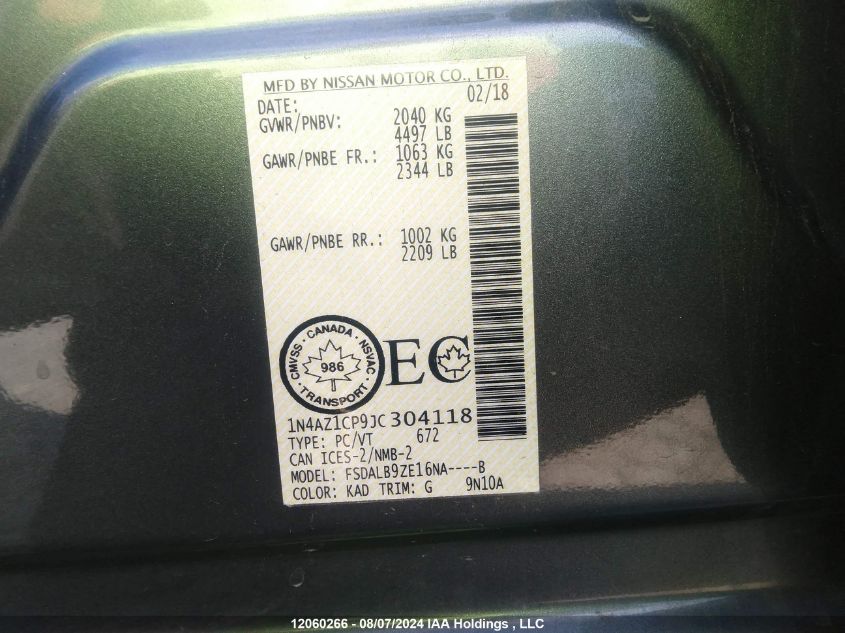 MFD BY NISSAN MOTOR CO., LTD.
DATE: 02/18
GVWR/PNBV: 2040 KG
4497 LB
GAWR/PNBE FR.: 1063 KG
2344 LB
GAWR/PNBE RR.: 1002 KG
2209 LB
CMVSS · CANADA · NSVAC · TRANSPORT ·
986
EC
1N4AZ1CP9JC304118
TYPE: PC/VT 672
CAN ICES-2/NMB-2
MODEL: FSDALB9ZE16NA----B
COLOR: KAD TRIM: G 9N10A
12060266 - 08/07/2024 IAA Holdings , LLC